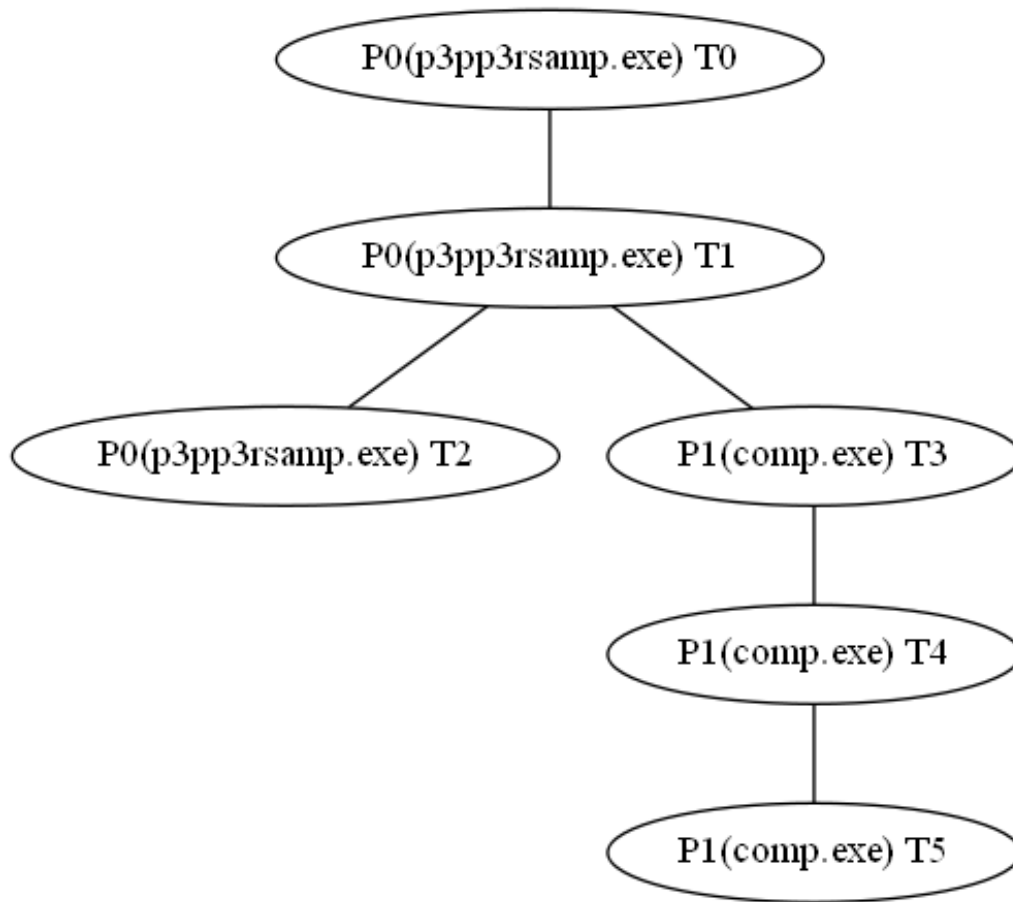 P0(p3pp3rsamp.exe) T0
P0(p3pp3rsamp.exe) T1
P0(p3pp3rsamp.exe) T2
P1(comp.exe) T3
P1(comp.exe) T4
P1(comp.exe) T5